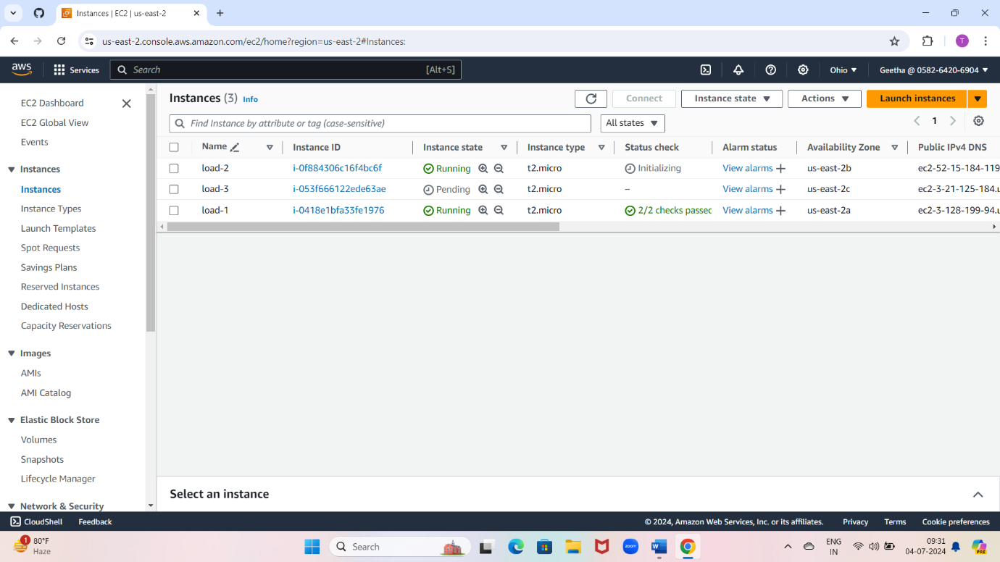 Instances | EC2 | us-east-2
us-east-2.console.aws.amazon.com/ec2/home?region=us-east-2#Instances:
T
aws
Services
Search
[Alt+S]
Ohio
Geetha @ 0582-6420-6904
EC2 Dashboard
EC2 Global View
Events
Instances
Instances
Instance Types
Launch Templates
Spot Requests
Savings Plans
Reserved Instances
Dedicated Hosts
Capacity Reservations
Images
AMIs
AMI Catalog
Elastic Block Store
Volumes
Snapshots
Lifecycle Manager
Network & Security
Instances (3) Info
Connect
Instance state
Actions
Launch instances
Find Instance by attribute or tag (case-sensitive)
All states
1
Name Instance ID Instance state Instance type Status check Alarm status Availability Zone Public IPv4 DNS
load-2 i-0f884306c16f4bc6f Running t2.micro Initializing View alarms + us-east-2b ec2-52-15-184-119
load-3 i-053f666122ede63ae Pending t2.micro – View alarms + us-east-2c ec2-3-21-125-184.u
load-1 i-0418e1bfa33fe1976 Running t2.micro 2/2 checks passec View alarms + us-east-2a ec2-3-128-199-94.u
Select an instance
CloudShell Feedback © 2024, Amazon Web Services, Inc. or its affiliates. Privacy Terms Cookie preferences
1
80°F
Haze
Search
zoom
W
ENG
IN
09:31
04-07-2024
PRE